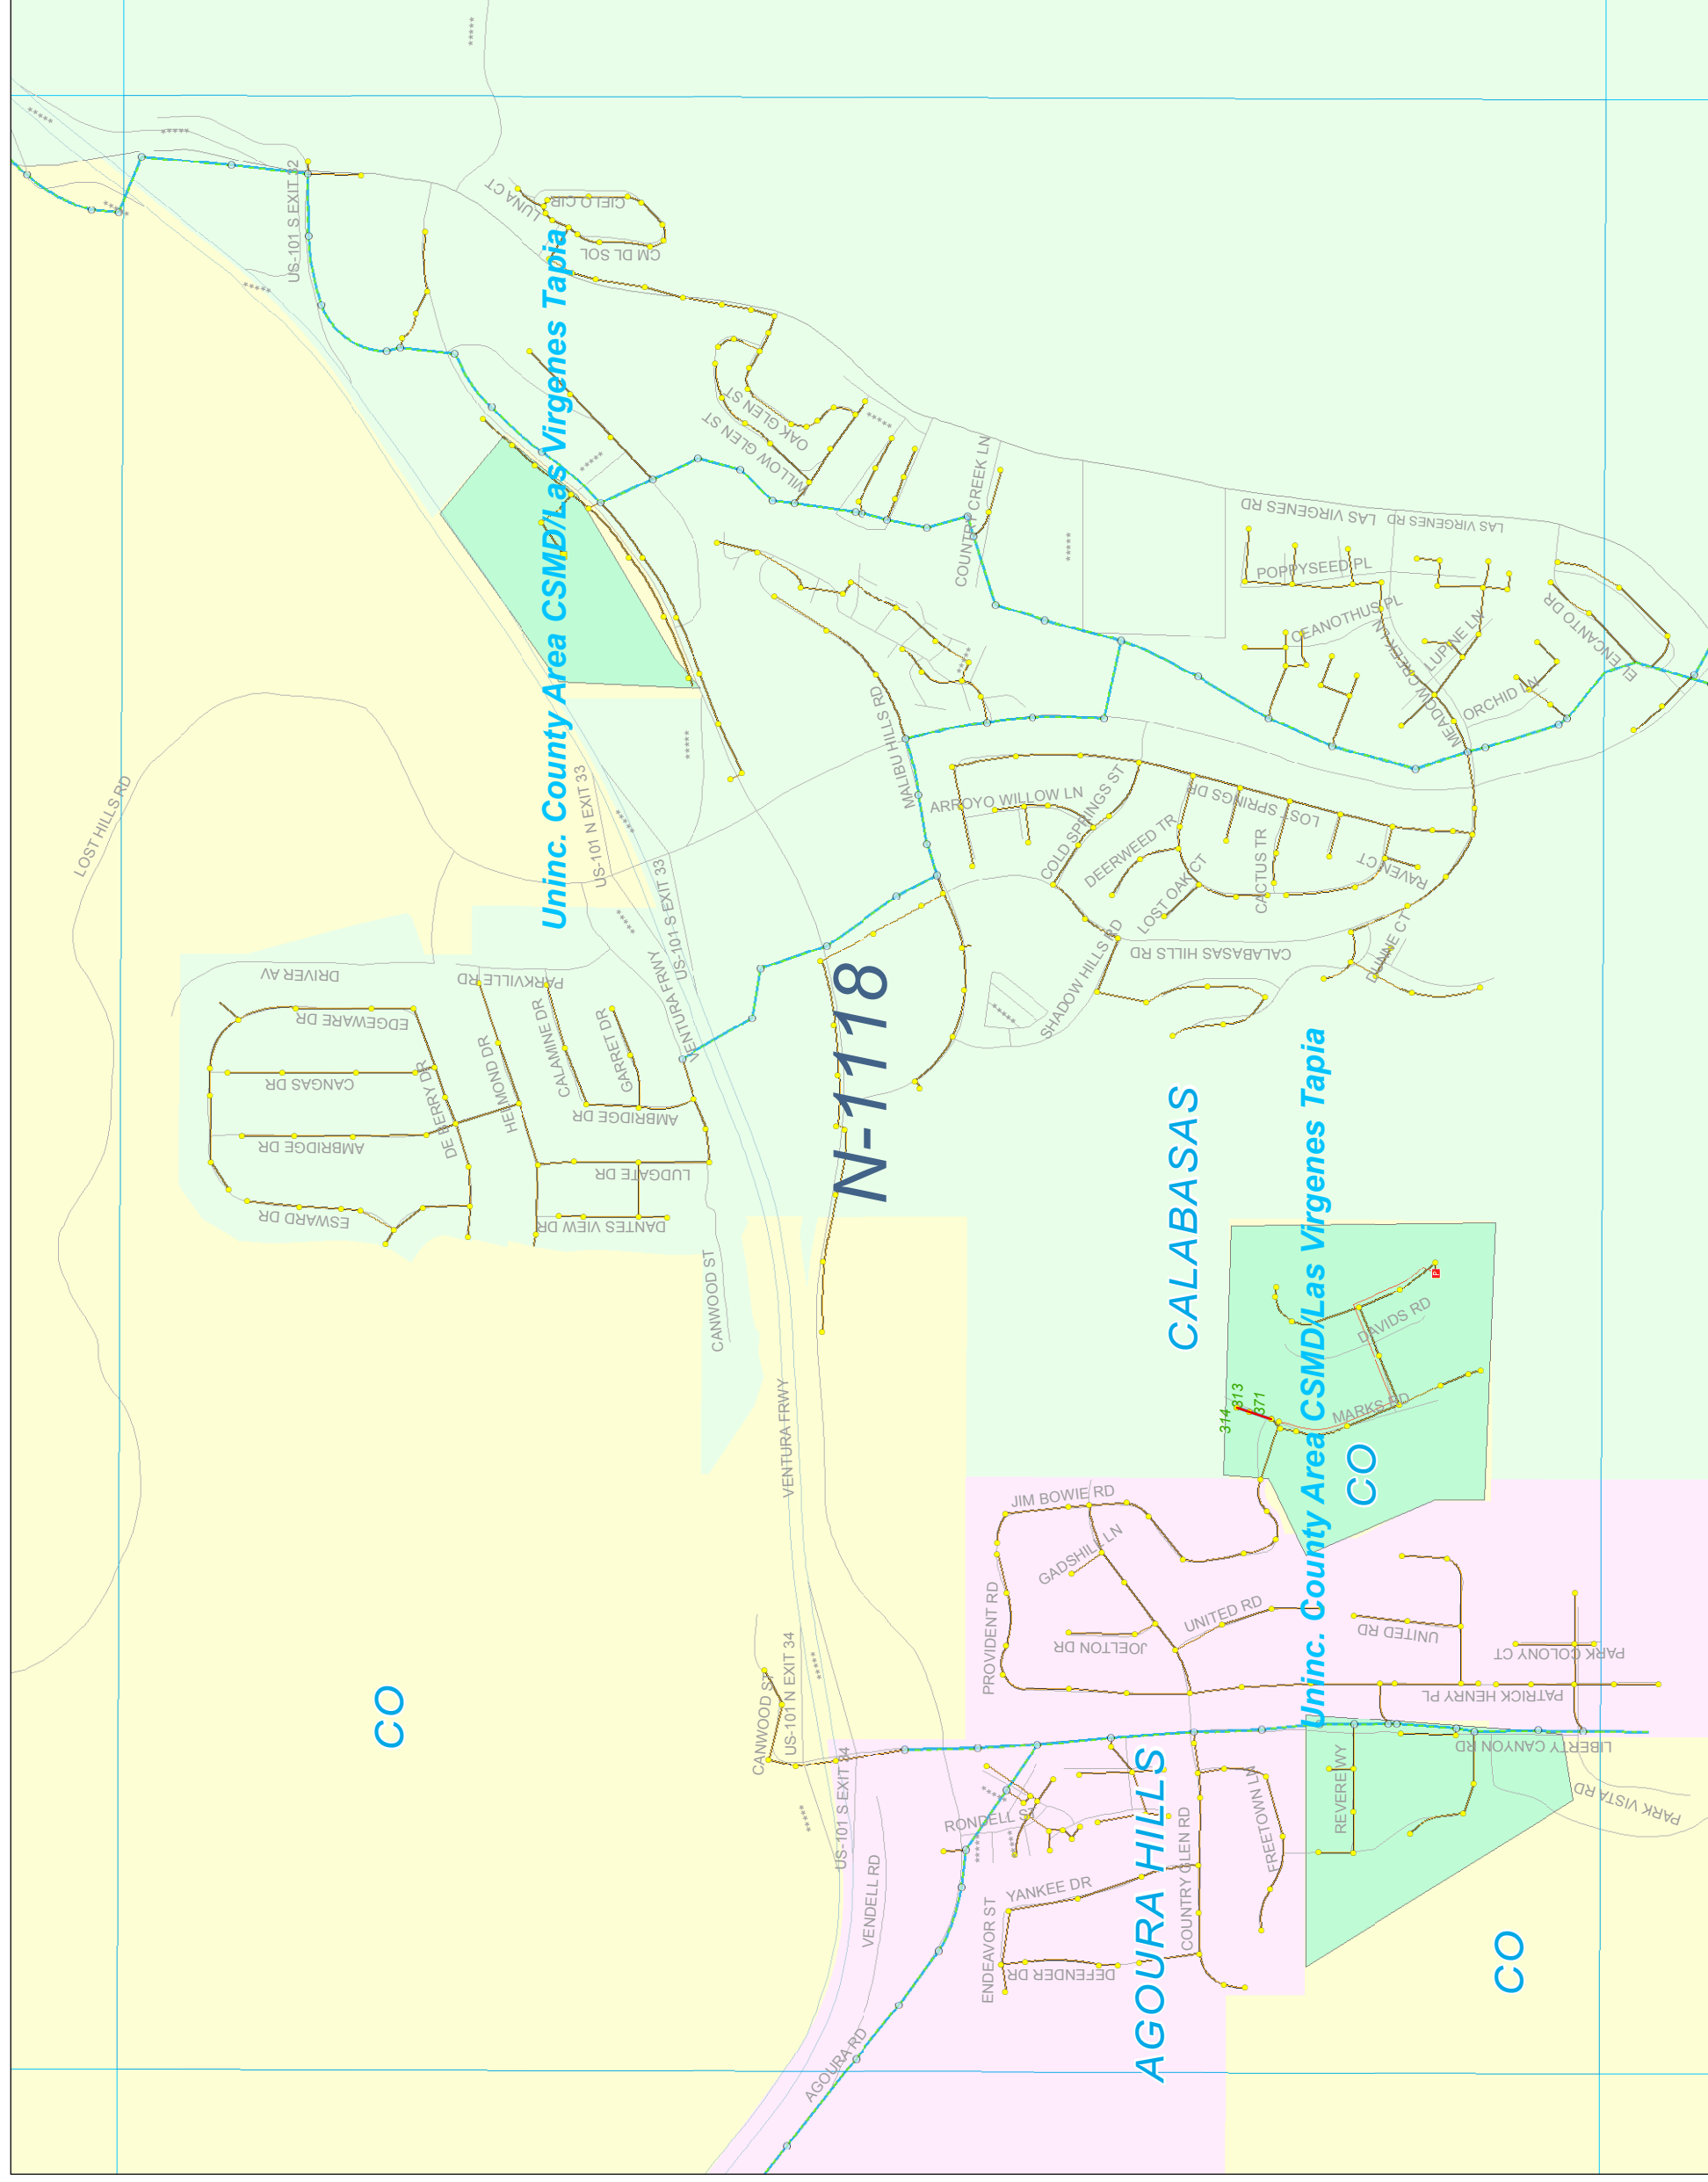 *****
*****
*****
*****
*****
US-101 S EXIT 32
LUNA CT
CIELO CIR
CM DL SOL
Uninc. County Area CSMD/Las Virgenes Tapia
OAK GLEN ST
WILLOW GLEN ST
*****
*****
COUNTRY CREEK LN
*****
LAS VIRGENES RD
LAS VIRGENES RD
POPPYSEED PL
CEANOTHUS PL
LUPINE LN
MEADOW CREEK LN
ORCHID LN
EL ENCANTO DR
*****
*****
MALIBU HILLS RD
LOST HILLS RD
US-101 N EXIT 33
*****
*****
US-101 S EXIT 33
VENTURA FRWY
ARROYO WILLOW LN
COLD SPRINGS ST
LOST SPRINGS DR
DEERWEED TR
LOST OAK CT
CACTUS TR
RAVEN CT
CALABASAS HILLS RD
DUNNE CT
SHADOW HILLS RD
*****
DRIVER AV
PARKVILLE RD
EDGEWARE DR
CANGAS DR
DE BERRY DR
HELMOND DR
CALAMINE DR
GARRET DR
AMBRIDGE DR
AMBRIDGE DR
LUDGATE DR
ESWARD DR
DANTES VIEW DR
CANWOOD ST
N-1118
CALABASAS
Uninc. County Area CSMD/Las Virgenes Tapia
DAVIDS RD
P
MARKS RD
314
313
371
CO
VENTURA FRWY
JIM BOWIE RD
GADSHILL LN
PROVIDENT RD
JOELTON DR
UNITED RD
UNITED RD
PARK COLONY CT
PATRICK HENRY PL
LIBERTY CANYON RD
PARK VISTA RD
CO
CANWOOD ST
US-101 N EXIT 34
*****
*****
US-101 S EXIT 34
VENDELL RD
RONDELL ST
*****
*****
*****
YANKEE DR
ENDEAVOR ST
DEFENDER DR
COUNTRY GLEN RD
FREETOWN LN
REVERE WY
AGOURA HILLS
AGOURA RD
CO